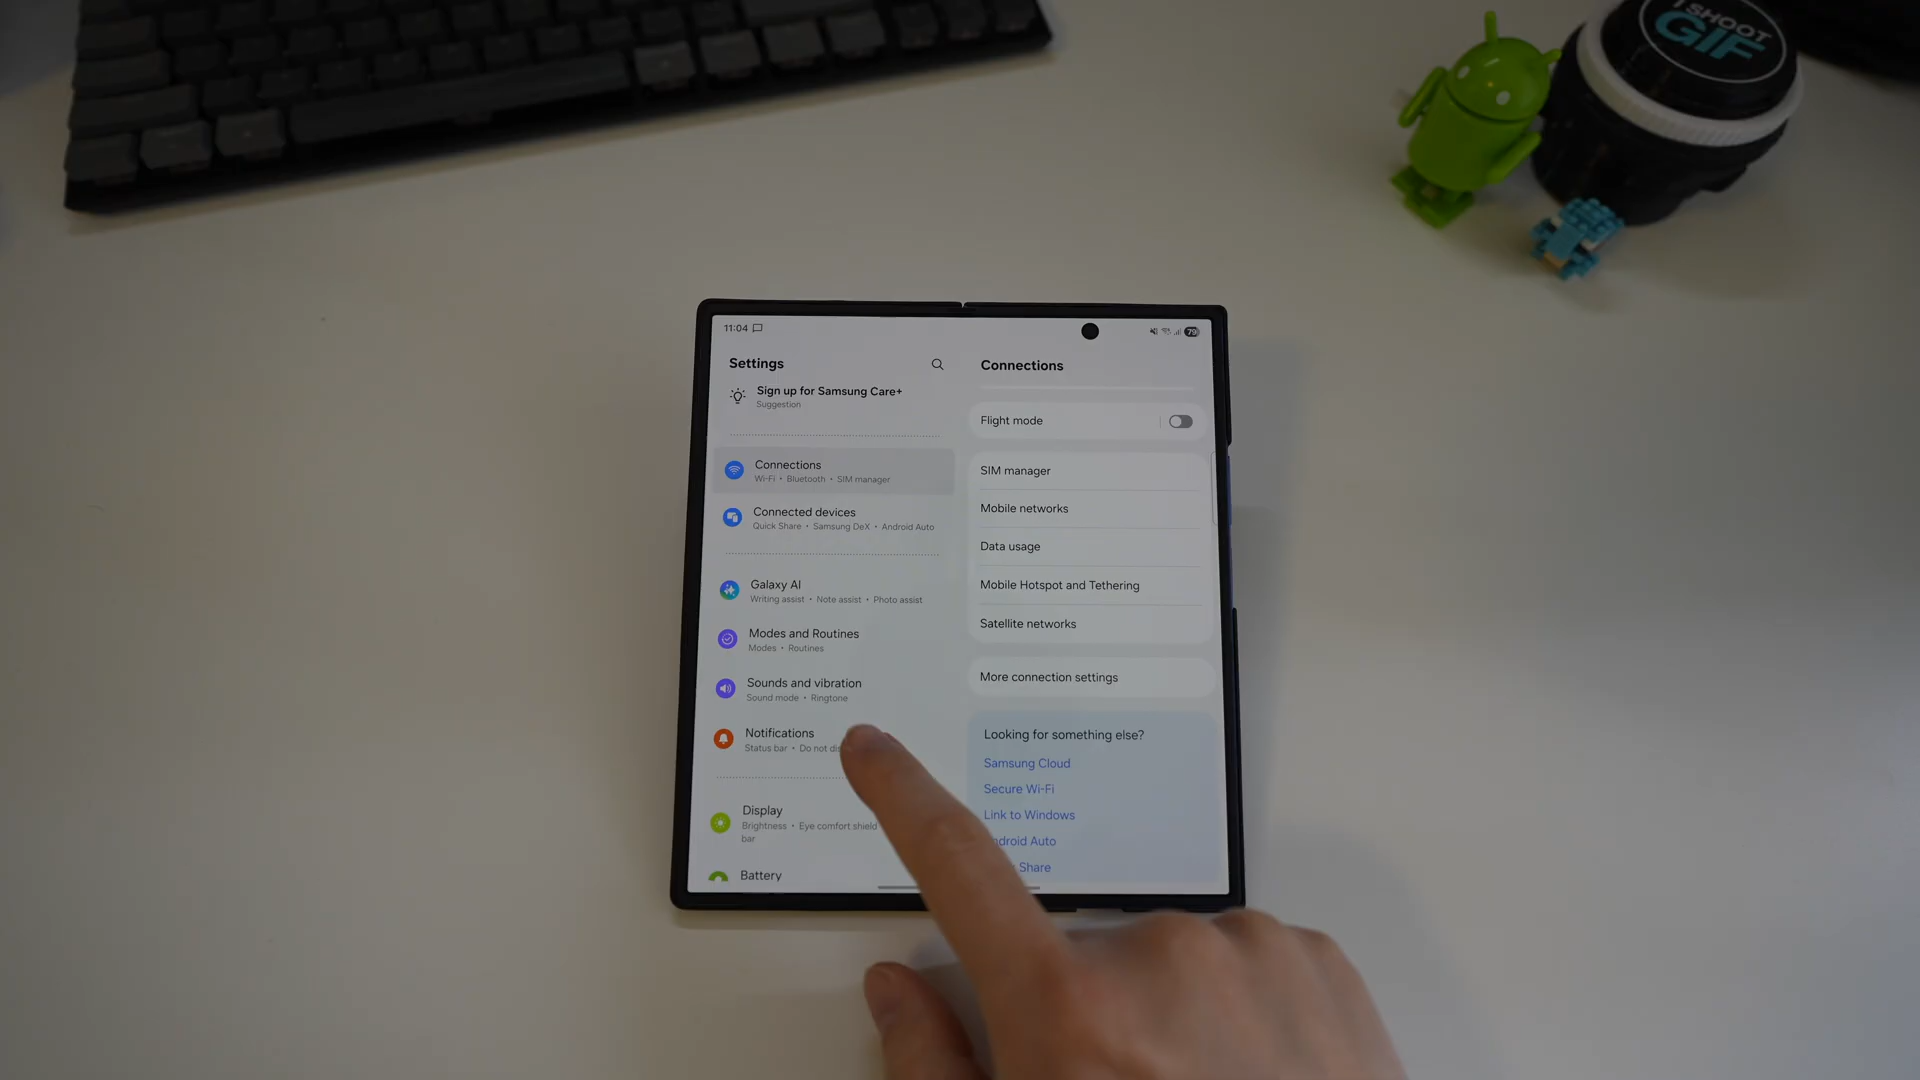 I SHOOT
GIF
11:04
79
Settings
Sign up for Samsung Care+
Suggestion
Connections
Wi-Fi • Bluetooth • SIM manager
Connected devices
Quick Share • Samsung DeX • Android Auto
Galaxy AI
Writing assist • Note assist • Photo assist
Modes and Routines
Modes • Routines
Sounds and vibration
Sound mode • Ringtone
Notifications
Status bar • Do not
Display
Brightness • Eye comfort shield
bar
Battery
Connections
Flight mode
SIM manager
Mobile networks
Data usage
Mobile Hotspot and Tethering
Satellite networks
More connection settings
Looking for something else?
Samsung Cloud
Secure Wi-Fi
Link to Windows
ndroid Auto
Share